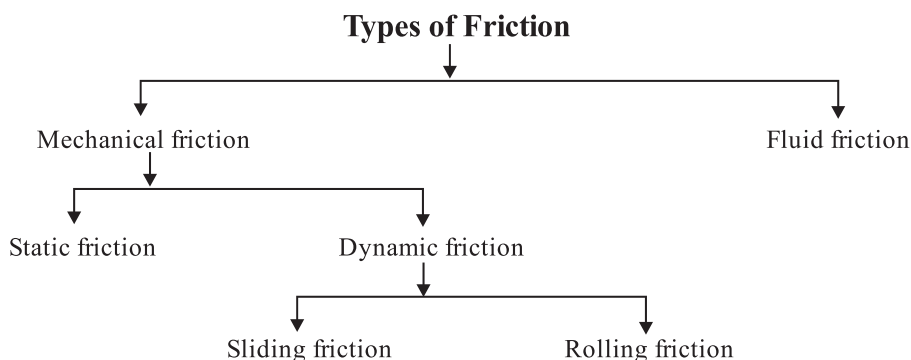 Types of Friction
Mechanical friction
Fluid friction
Static friction
Dynamic friction
Sliding friction
Rolling friction